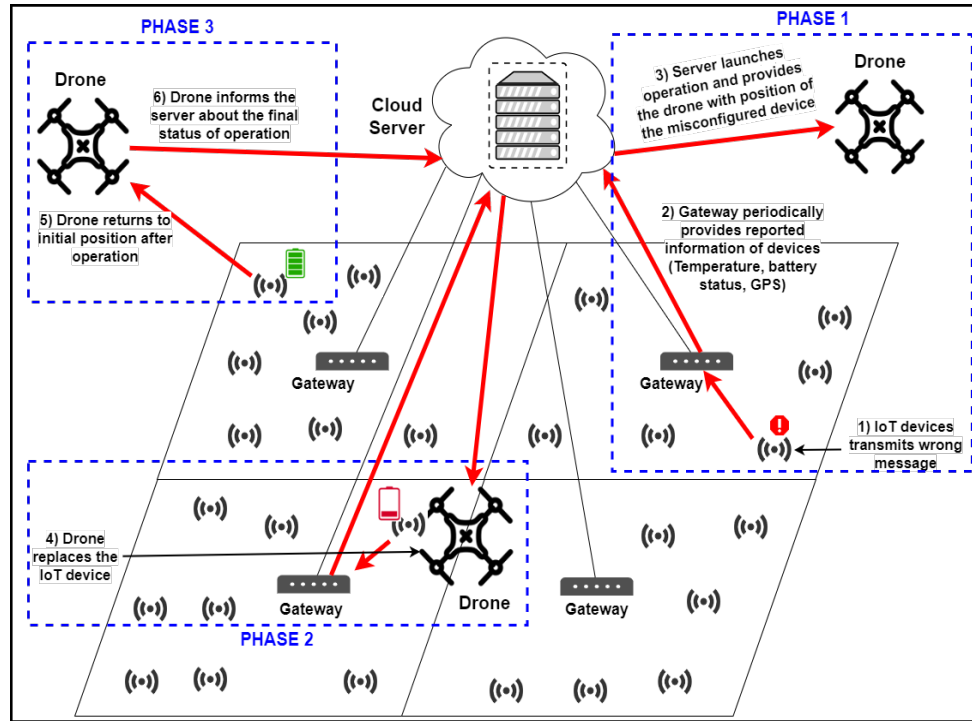 PHASE 3
PHASE 1
Drone
6) Drone informs the
server about the final
status of operation
Cloud
Server
3) Server launches
operation and provides
the drone with position of
the misconfigured device
Drone
5) Drone returns to
initial position after
operation
2) Gateway periodically
provides reported
information of devices
(Temperature, battery
status, GPS)
Gateway
Gateway
1) IoT devices
transmits wrong
message
4) Drone
replaces the
IoT device
Gateway
Drone
Gateway
PHASE 2